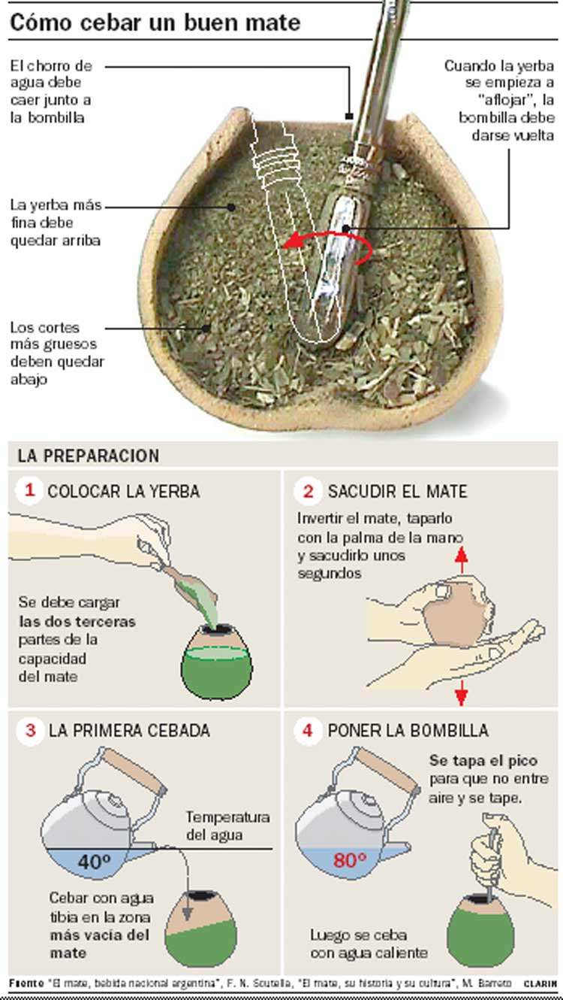 Cómo cebar un buen mate
El chorro de
agua debe
caer junto a
la bombilla
Cuando la yerba
se empieza a
"aflojar", la
bombilla debe
darse vuelta
La yerba más
fina debe
quedar arriba
Los cortes
más gruesos
deben quedar
abajo
LA PREPARACION
1 COLOCAR LA YERBA
Se debe cargar
las dos terceras
partes de la
capacidad
del mate
2 SACUDIR EL MATE
Invertir el mate, taparlo
con la palma de la mano
y sacudirlo unos
segundos
3 LA PRIMERA CEBADA
Temperatura
del agua
40º
Cebar con agua
tibia en la zona
más vacía del
mate
4 PONER LA BOMBILLA
Se tapa el pico
para que no entre
aire y se tape.
80º
Luego se ceba
con agua caliente
Fuente "El mate, bebida nacional argentina", F. N. Scutella, "El mate, su historia y su cultura", M. Barreto CLARIN